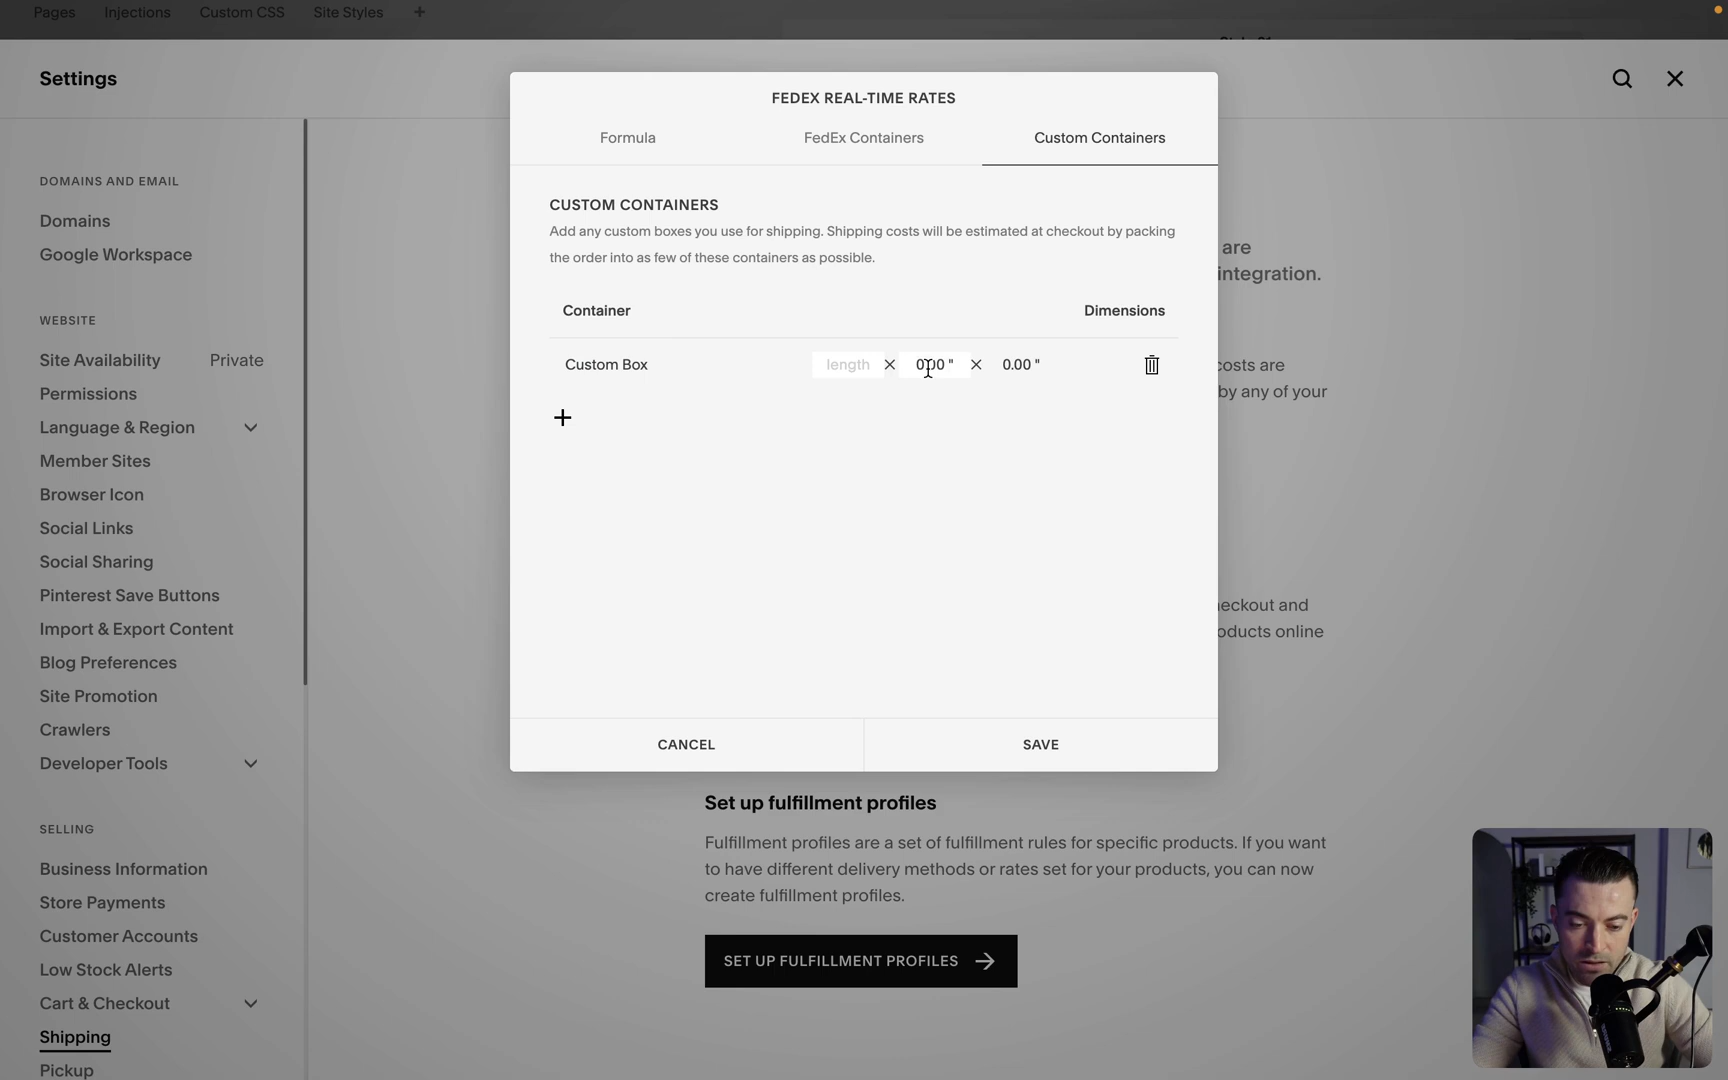 Pages Injections Custom CSS Site Styles +
Settings
DOMAINS AND EMAIL
Domains
Google Workspace
WEBSITE
Site Availability Private
Permissions
Language & Region
Member Sites
Browser Icon
Social Links
Social Sharing
Pinterest Save Buttons
Import & Export Content
Blog Preferences
Site Promotion
Crawlers
Developer Tools
SELLING
Business Information
Store Payments
Customer Accounts
Low Stock Alerts
Cart & Checkout
Shipping
Pickup
FEDEX REAL-TIME RATES
Formula FedEx Containers Custom Containers
CUSTOM CONTAINERS
Add any custom boxes you use for shipping. Shipping costs will be estimated at checkout by packing
the order into as few of these containers as possible.
Container Dimensions
Custom Box length × 0.00 " × 0.00 "
+
CANCEL SAVE
are
integration.
costs are
by any of your
eckout and
oducts online
Set up fulfillment profiles
Fulfillment profiles are a set of fulfillment rules for specific products. If you want
to have different delivery methods or rates set for your products, you can now
create fulfillment profiles.
SET UP FULFILLMENT PROFILES →